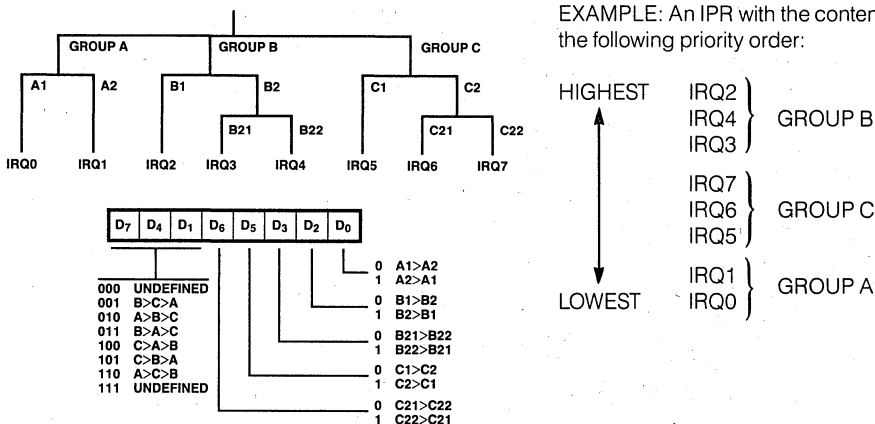 GROUP A GROUP B GROUP C
A1 A2 B1 B2 C1 C2
B21 B22 C21 C22
IRQ0 IRQ1 IRQ2 IRQ3 IRQ4 IRQ5 IRQ6 IRQ7
D7 D4 D1 D6 D5 D3 D2 D0
000 UNDEFINED
001 B>C>A
010 A>B>C
011 B>A>C
100 C>A>B
101 C>B>A
110 A>C>B
111 UNDEFINED
0 A1>A2
1 A2>A1
0 B1>B2
1 B2>B1
0 B21>B22
1 B22>B21
0 C1>C2
1 C2>C1
0 C21>C22
1 C22>C21
EXAMPLE: An IPR with the conten
the following priority order:
HIGHEST
IRQ2
IRQ4 GROUP B
IRQ3
IRQ7
IRQ6 GROUP C
IRQ5
IRQ1
IRQ0 GROUP A
LOWEST